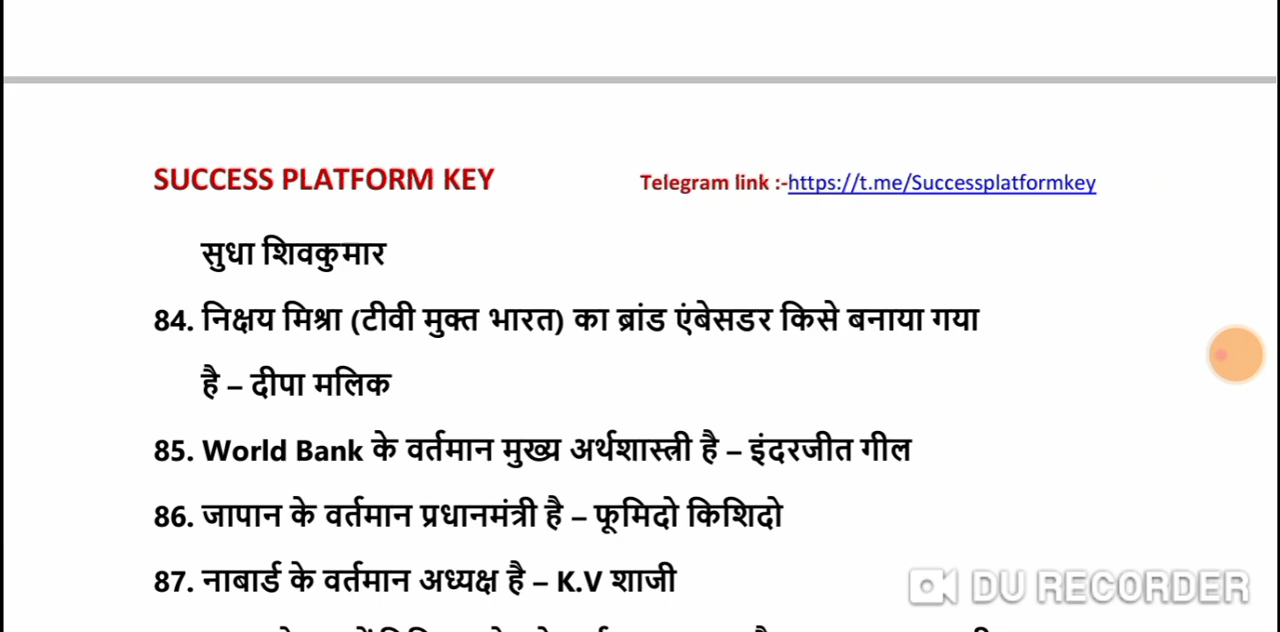 SUCCESS PLATFORM KEY Telegram link :-https://t.me/Successplatformkey
सुधा शिवकुमार
84. निक्षय मिश्रा (टीवी मुक्त भारत) का ब्रांड एंबेसडर किसे बनाया गया
है – दीपा मलिक
85. World Bank के वर्तमान मुख्य अर्थशास्त्री है – इंदरजीत गील
86. जापान के वर्तमान प्रधानमंत्री है – फूमिदो किशिदो
87. नाबार्ड के वर्तमान अध्यक्ष है – K.V शाजी
DU RECORDER